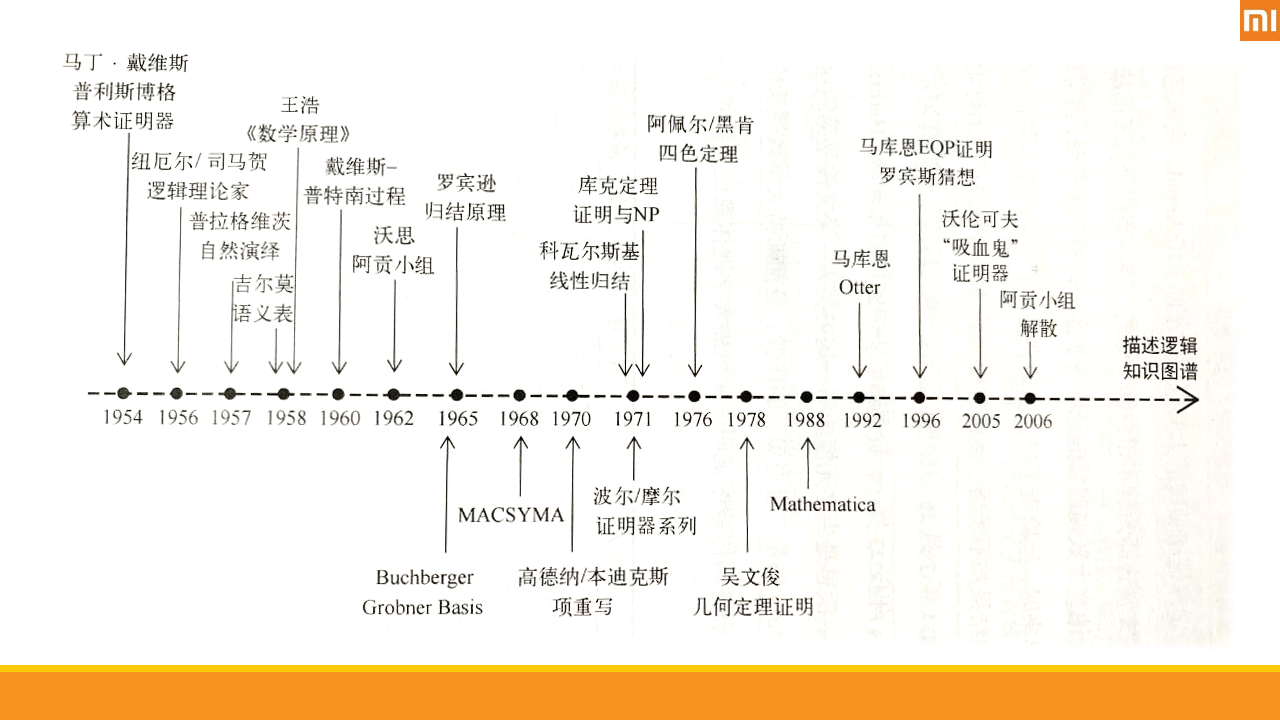 mi
马丁·戴维斯
普利斯博格
算术证明器
纽厄尔/ 司马贺
逻辑理论家
普拉格维茨
自然演绎
吉尔莫
语义表
王浩
《数学原理》
戴维斯–
普特南过程
沃思
阿贡小组
罗宾逊
归结原理
科瓦尔斯基
线性归结
库克定理
证明与NP
阿佩尔/黑肯
四色定理
马库恩
Otter
马库恩EQP证明
罗宾斯猜想
沃伦可夫
“吸血鬼”
证明器
阿贡小组
解散
描述逻辑
知识图谱
1954 1956 1957 1958 1960 1962 1965 1968 1970 1971 1976 1978 1988 1992 1996 2005 2006
Buchberger
Grobner Basis
MACSYMA
高德纳/本迪克斯
项重写
波尔/摩尔
证明器系列
吴文俊
几何定理证明
Mathematica